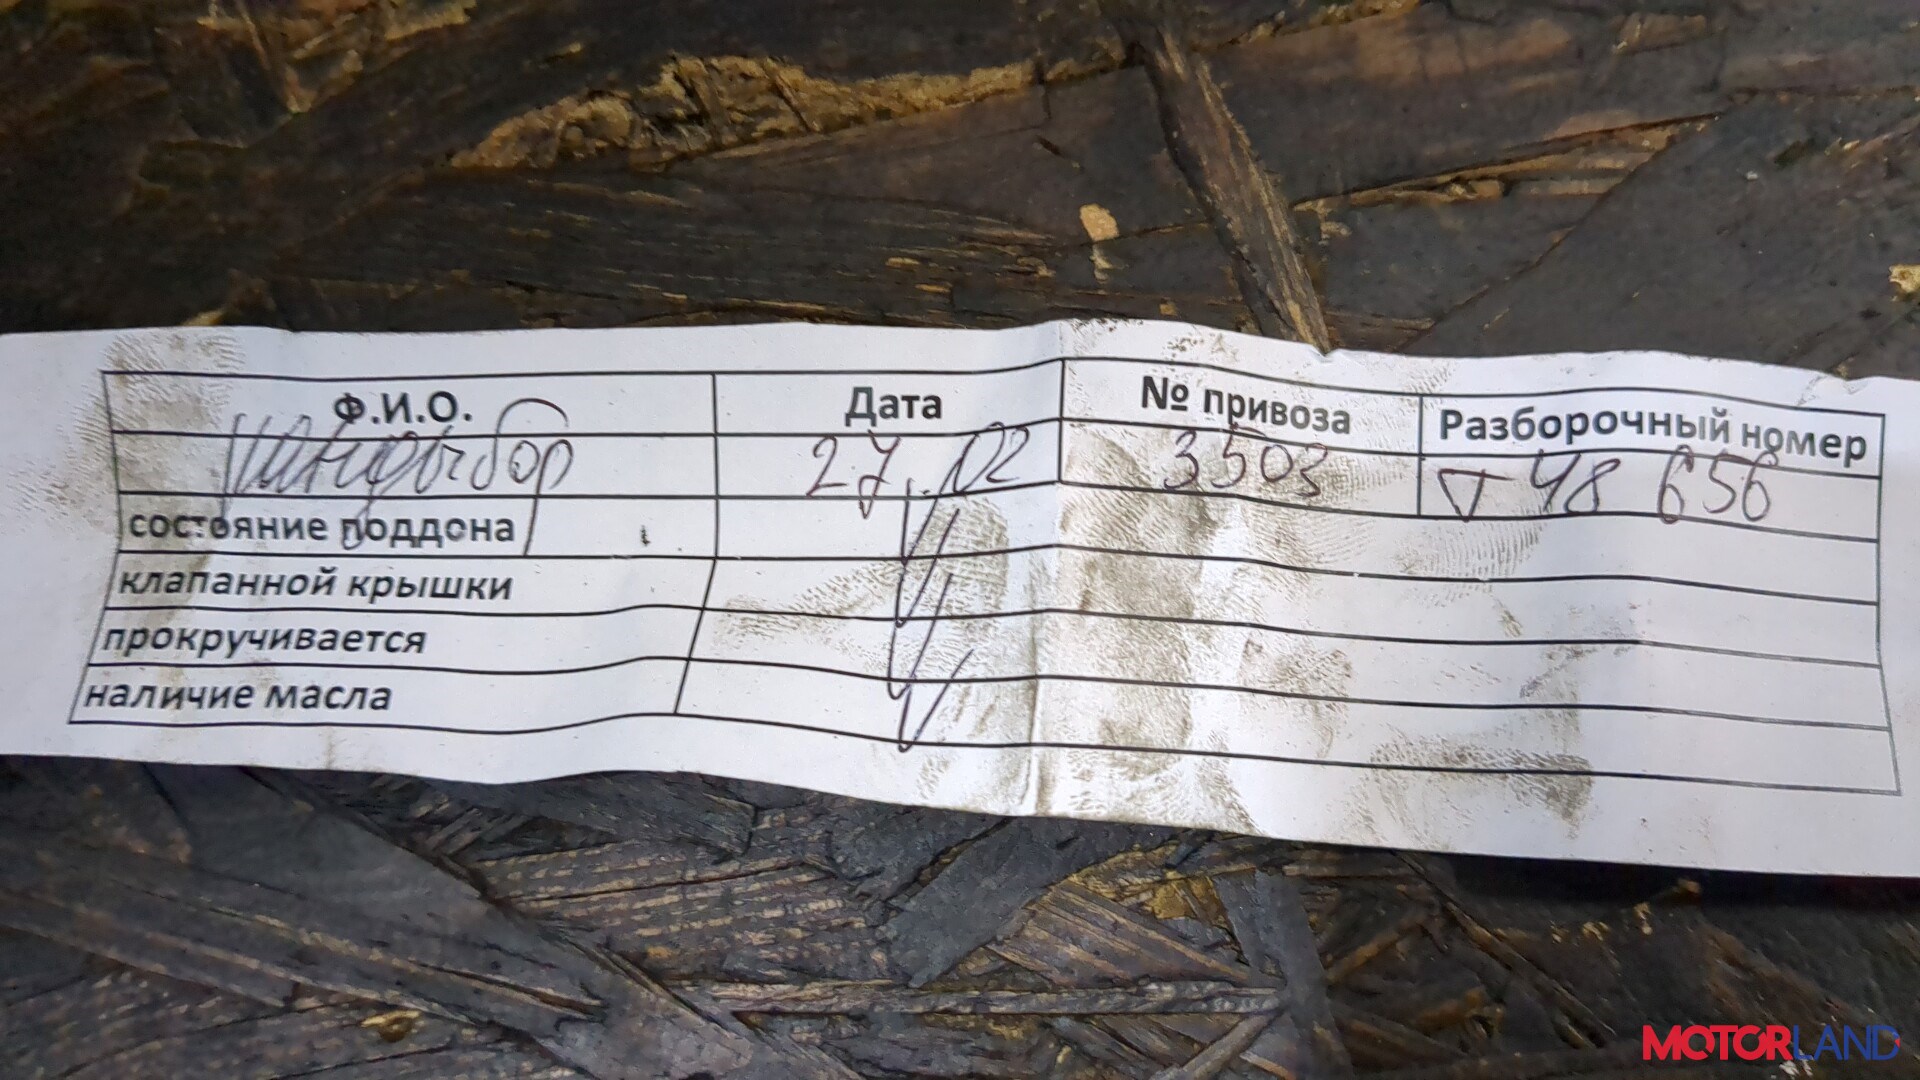 Ф.И.О. Дата № привоза Разборочный номер
27.02 3503 48 656
состояние поддона
клапанной крышки
прокручивается
наличие масла
MOTORLAND